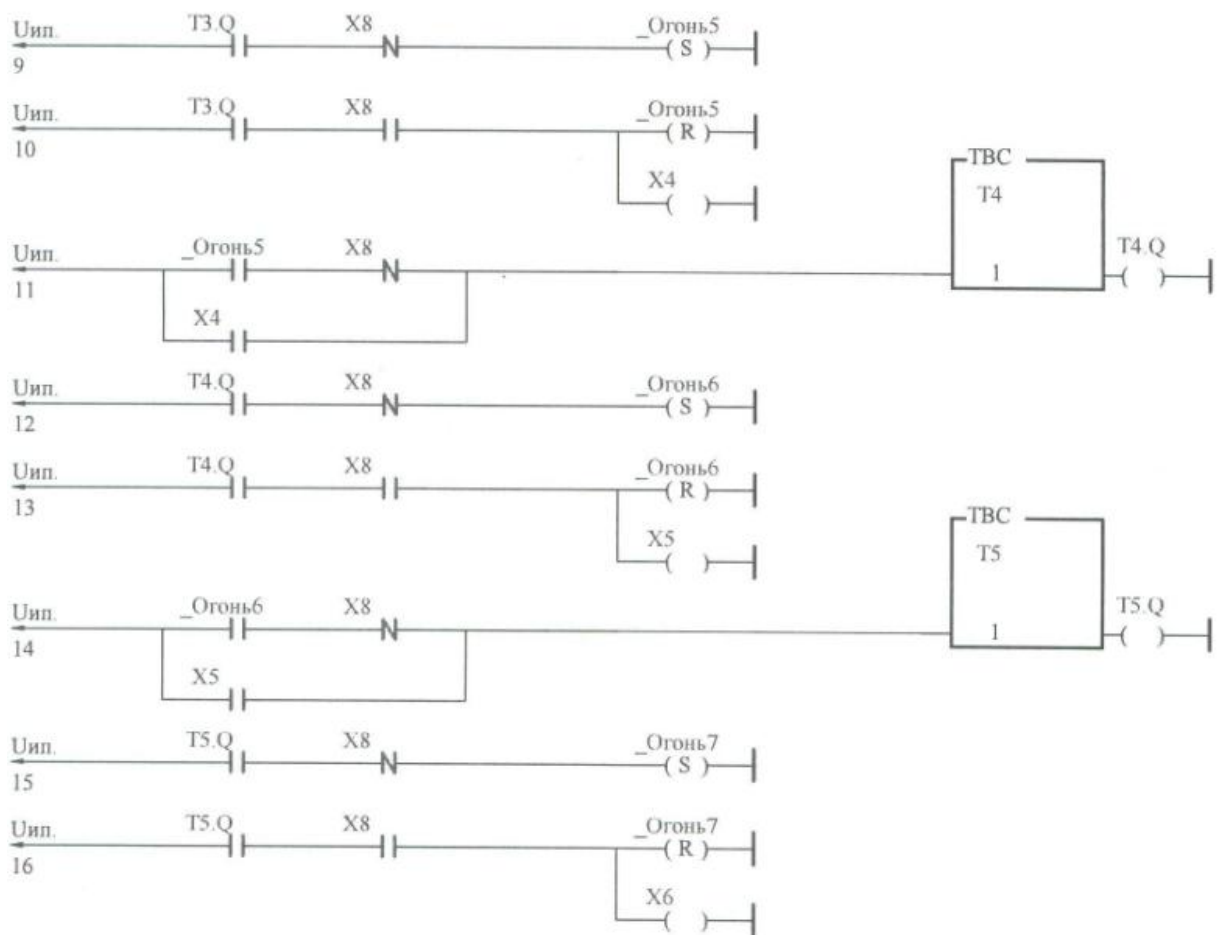 _Огонь5
Uип. T3.Q X8 ( S )
9
_Огонь5
Uип. T3.Q X8 ( R )
10
X4 ( )
TBC
T4
1
T4.Q ( )
Uип. _Огонь5 X8
11
X4
Uип. T4.Q X8 _Огонь6 ( S )
12
Uип. T4.Q X8 _Огонь6 ( R )
13
X5 ( )
TBC
T5
1
T5.Q ( )
Uип. _Огонь6 X8
14
X5
Uип. T5.Q X8 _Огонь7 ( S )
15
Uип. T5.Q X8 _Огонь7 ( R )
16
X6 ( )